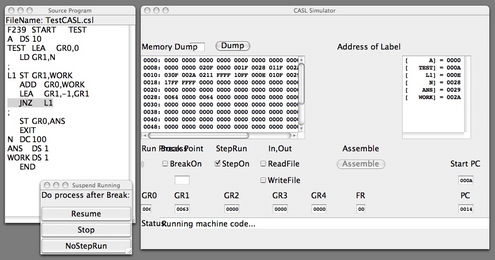 Source Program
FileName: TestCASL.csl
F239 START TEST
A DS 10
TEST LEA GR0,0
LD GR1,N
;
L1 ST GR1,WORK
ADD GR0,WORK
LEA GR1,-1,GR1
JNZ L1
;
ST GR0,ANS
EXIT
N DC 100
ANS DS 1
WORK DS 1
END
Suspend Running
Do process after Break:
Resume
Stop
NoStepRun
CASL Simulator
Memory Dump
Dump
Address of Label
0000: 0000 0000 0000 0000 0000 0000
0008: 0000 0000 020F 0000 001F 0028 011F 002A
0010: 030F 002A 0211 FFFF 10FF 000E 010F 0029
0018: 17FF FFFF 0000 0000 0000 0000 0000 0000
0020: 0000 0000 0000 0000 0000 0000 0000 0000
0028: 0064 0064 0000 0000 0000 0000
0030: 0000 0000 0000 0000 0000 0000 0000 0000
0038: 0000 0000 0000 0000 0000 0000 0000 0000
0040: 0000 0000 0000 0000 0000 0000 0000 0000
0048: 0000 0000 0000 0000 0000 0000 0000 0000
[ A] = 0000
[ TEST] = 000A
[ L1] = 000E
[ N] = 0028
[ ANS] = 0029
[ WORK] = 002A
Run Point StepRun In,Out Assemble
BreakOn StepOn ReadFile Assemble Start PC
WriteFile 000A
GR0 GR1 GR2 GR3 GR4 FR PC
0063 0000 0000 0000 00 0014
Status Running machine code...